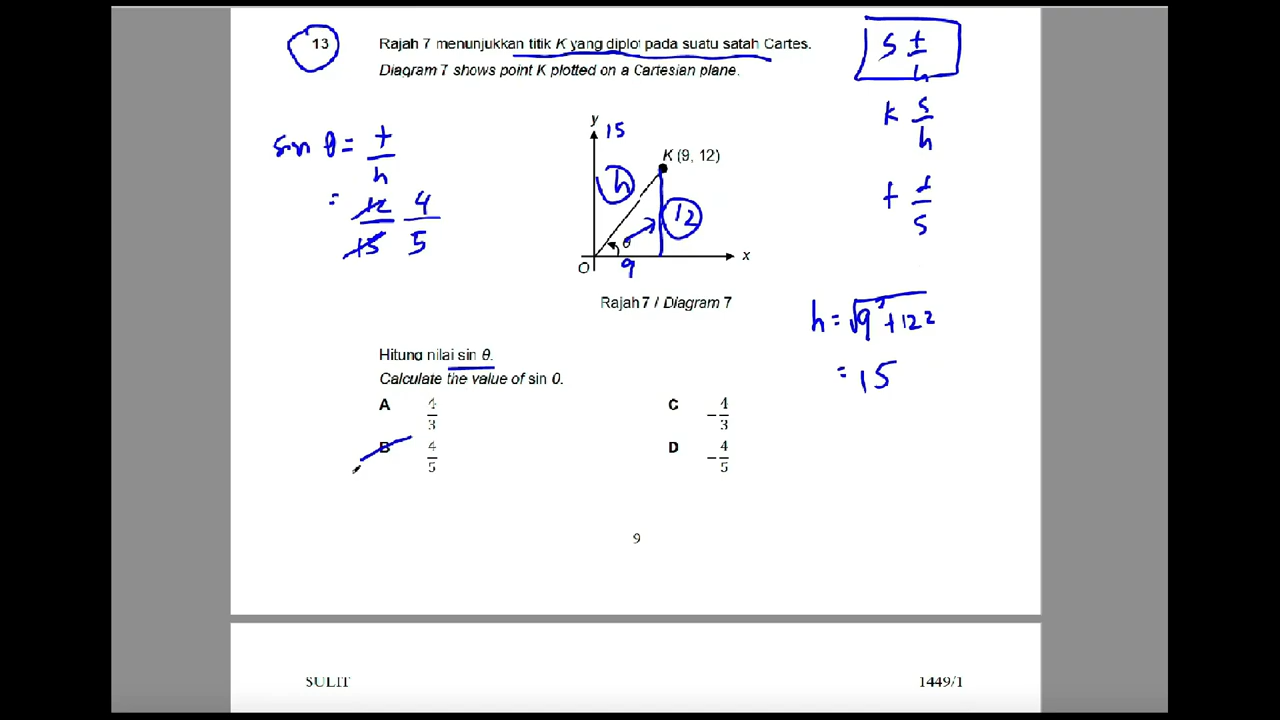 13 Rajah 7 menunjukkan titik K yang diplot pada suatu satah Cartes.
Diagram 7 shows point K plotted on a Cartesian plane.
s t/h
k s/h
t t/s
sin θ = t/h
= 12/15 4/5
y
15
K (9, 12)
h
12
θ
x
O
9
Rajah 7 / Diagram 7
h = √9² + 12²
= 15
Hitung nilai sin θ.
Calculate the value of sin θ.
A 4/3
C −4/3
B 4/5
D −4/5
9
SULIT 1449/1